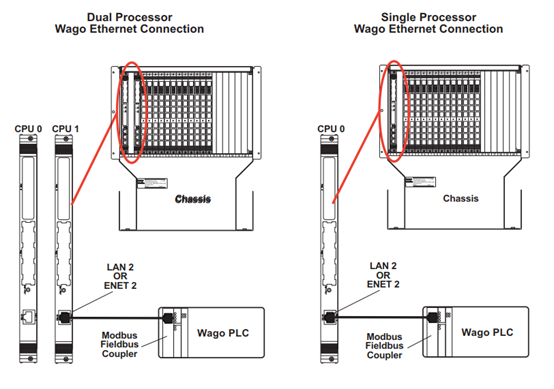 Dual Processor
Wago Ethernet Connection
CPU 0
CPU 1
Chassis
LAN 2
OR
ENET 2
Modbus
Fieldbus
Coupler
Wago PLC
Single Processor
Wago Ethernet Connection
CPU 0
Chassis
LAN 2
OR
ENET 2
Modbus
Fieldbus
Coupler
Wago PLC